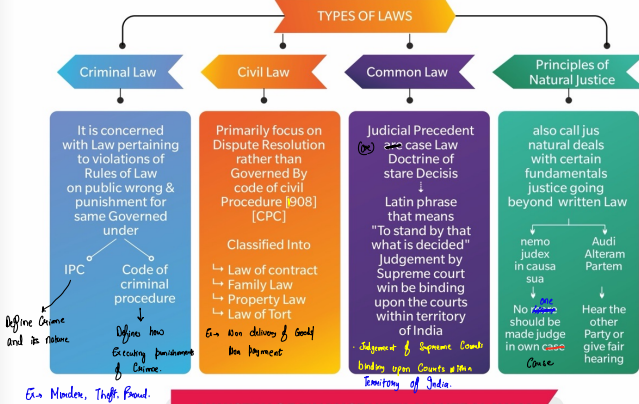 TYPES OF LAWS
Criminal Law
It is concerned
with Law pertaining
to violations of
Rules of Law
on public wrong &
punishment for
same Governed
under
IPC
Code of
criminal
procedure
Define Crime
and its Nature
Defines how
Executing punishments
of Crimes.
Ex→ Murder, Theft, Fraud.
Civil Law
Primarily focus on
Dispute Resolution
rather than
Governed By
code of civil
Procedure 1908]
[CPC]
Classified Into
↳ Law of contract
↳ Family Law
↳ Property Law
↳ Law of Tort
Ex→ Non delivery of Goods/
Non Payment
Common Law
Judicial Precedent
(or) case Law
Doctrine of
stare Decisis
↓
Latin phrase
that means
"To stand by that
what is decided"
Judgement by
Supreme court
win be binding
upon the courts
within territory
of India
· Judgement of Supreme Court
binding upon Courts within
Territory of India.
Principles of
Natural Justice
also call jus
natural deals
with certain
fundamentals
justice going
beyond written Law
nemo
judex
in causa
sua
No one
should be
made judge
in own case
Cause
Audi
Alteram
Partem
Hear the
other
Party or
give fair
hearing